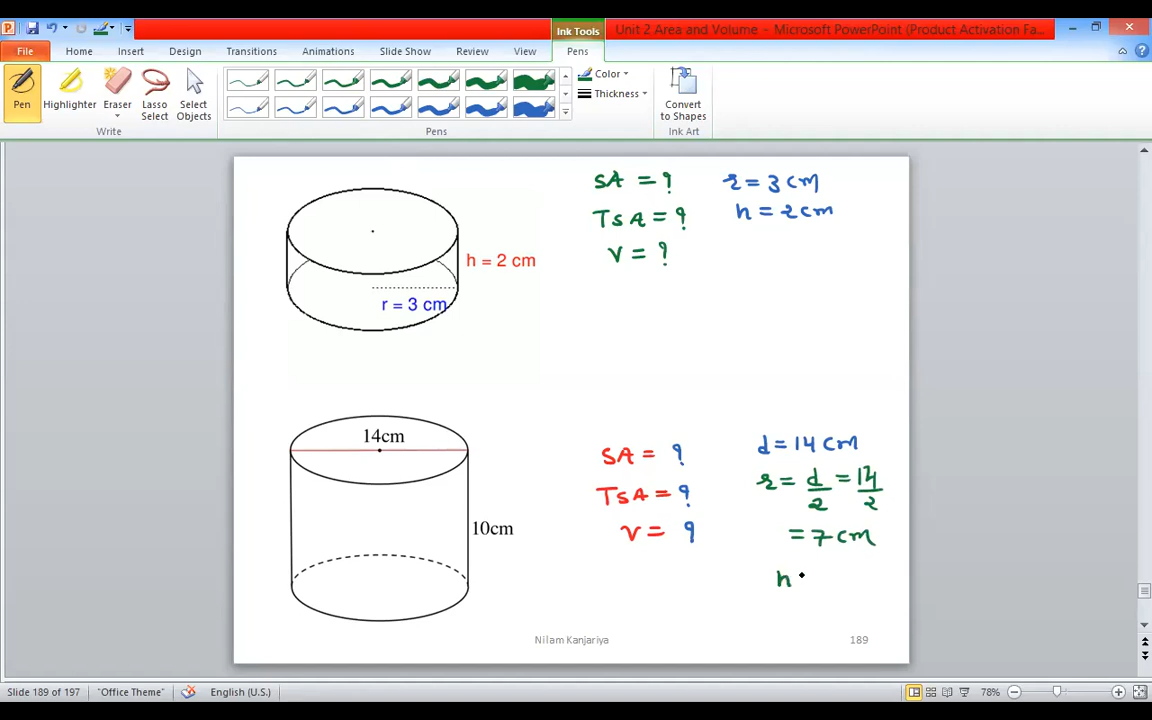 Ink Tools
Unit 2 Area and Volume - Microsoft PowerPoint (Product Activation Fa...
File Home Insert Design Transitions Animations Slide Show Review View Pens
Pen Highlighter Eraser Lasso Select Select Objects
Color
Thickness
Convert to Shapes
Write Pens Ink Art
SA = ? r = 3 cm
TSA = ? h = 2 cm
V = ?
h = 2 cm
r = 3 cm
14cm
10cm
SA = ? d = 14 cm
TSA = ? r = d/2 = 14/2
V = ? = 7 cm
h
Nilam Kanjariya 189
Slide 189 of 197 "Office Theme" English (U.S.) 78%